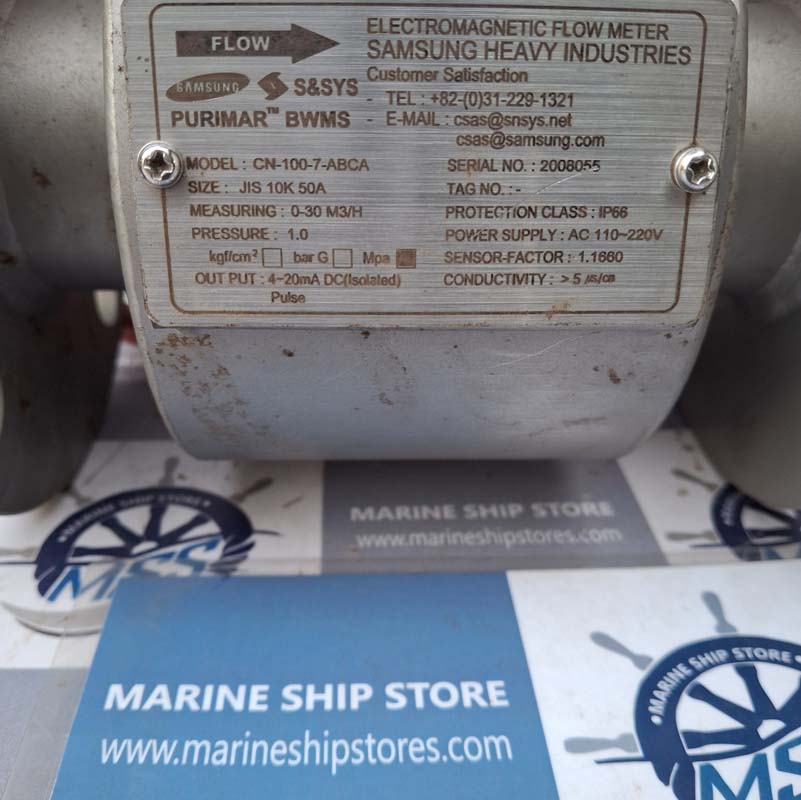 FLOW
ELECTROMAGNETIC FLOW METER
SAMSUNG HEAVY INDUSTRIES
SAMSUNG S&SYS
PURIMAR™ BWMS
Customer Satisfaction
- TEL : +82-(0)31-229-1321
- E-MAIL : csas@snsys.net
csas@samsung.com
MODEL : CN-100-7-ABCA
SERIAL NO. : 2008055
SIZE : JIS 10K 50A
TAG NO. : -
MEASURING : 0-30 M3/H
PROTECTION CLASS : IP66
PRESSURE : 1.0
POWER SUPPLY : AC 110~220V
kgf/cm² bar G Mpa
SENSOR-FACTOR : 1.1660
OUT PUT : 4~20mA DC(Isolated)
Pulse
CONDUCTIVITY : > 5 μs/cm
MARINE SHIP STORE
MSS
MARINE SHIP STORE
www.marineshipstores.com
MARINE SHIP STORE
www.marineshipstores.com
MARINE SHIP STORE
MSS